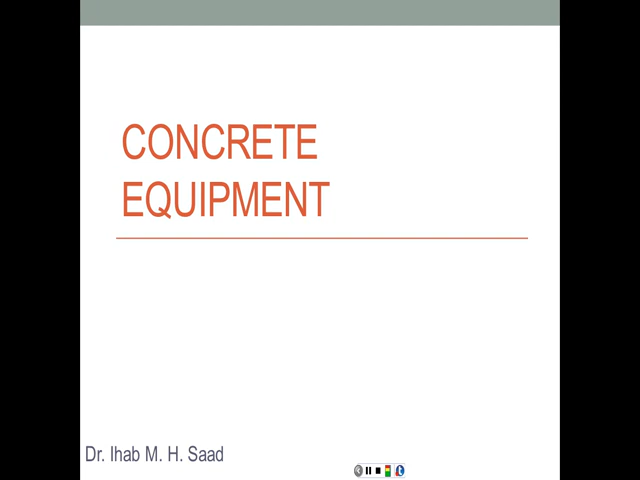 CONCRETE
EQUIPMENT
Dr. Ihab M. H. Saad